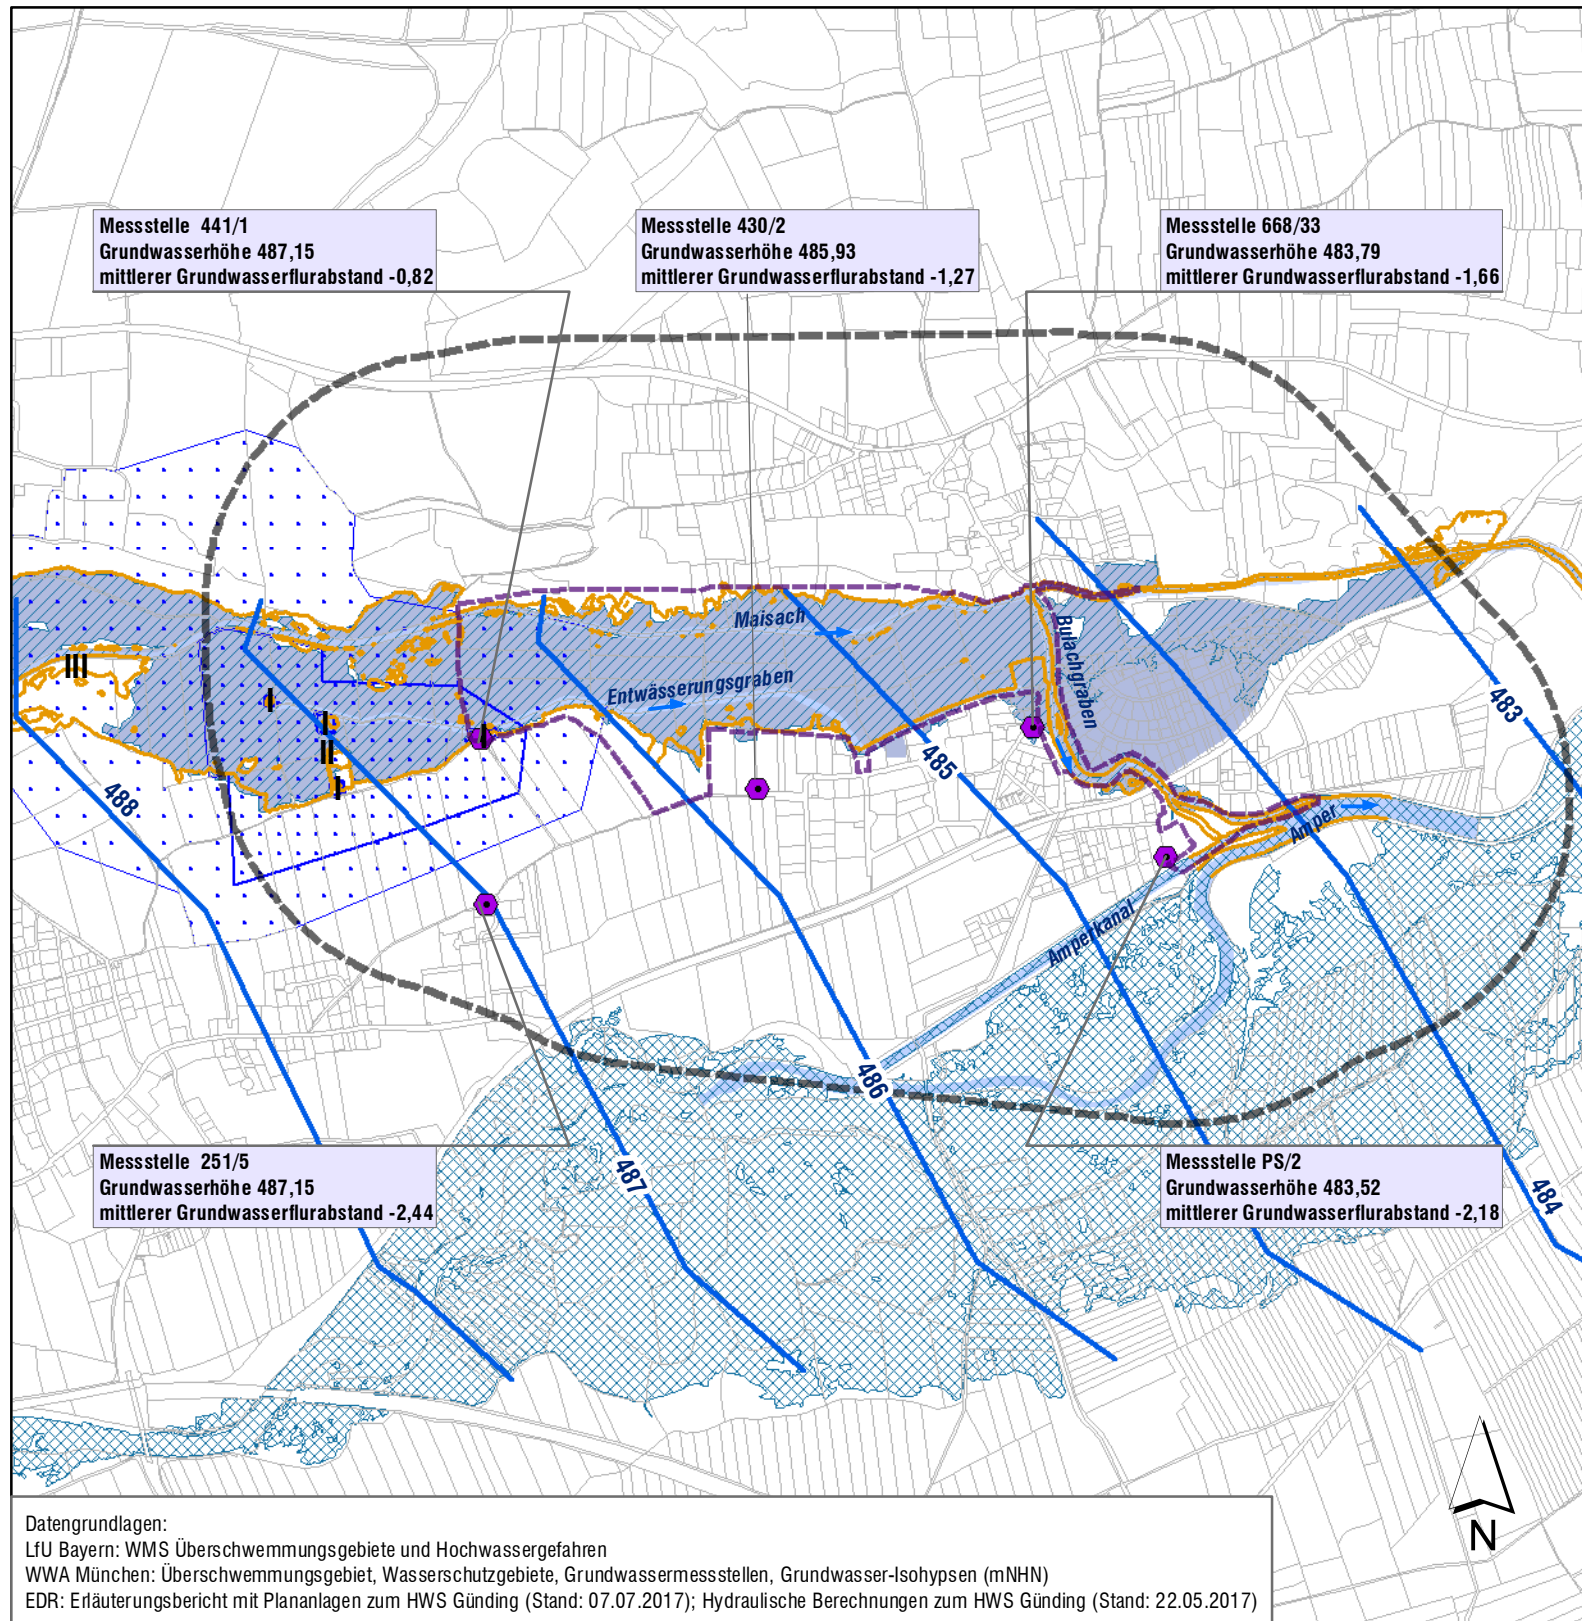 Messstelle 441/1
Grundwasserhöhe 487,15
mittlerer Grundwasserflurabstand -0,82
Messstelle 430/2
Grundwasserhöhe 485,93
mittlerer Grundwasserflurabstand -1,27
Messstelle 668/33
Grundwasserhöhe 483,79
mittlerer Grundwasserflurabstand -1,66
Maisach
Bulachgraben
III
Entwässerungsgraben
I
I
I
II
I
483
485
488
Amper
Amperkanal
486
487
484
Messstelle 251/5
Grundwasserhöhe 487,15
mittlerer Grundwasserflurabstand -2,44
Messstelle PS/2
Grundwasserhöhe 483,52
mittlerer Grundwasserflurabstand -2,18
N
Datengrundlagen:
LfU Bayern: WMS Überschwemmungsgebiete und Hochwassergefahren
WWA München: Überschwemmungsgebiet, Wasserschutzgebiete, Grundwassermessstellen, Grundwasser-Isohypsen (mNHN)
EDR: Erläuterungsbericht mit Plananlagen zum HWS Günding (Stand: 07.07.2017); Hydraulische Berechnungen zum HWS Günding (Stand: 22.05.2017)